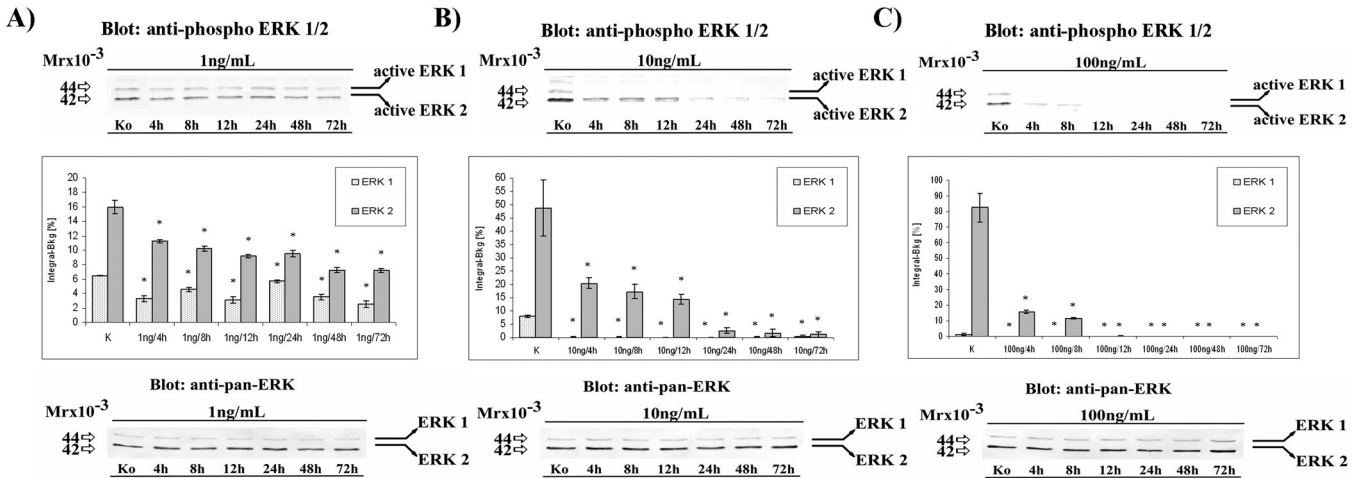 A)
Blot: anti-phospho ERK 1/2
Mrx10-3
1ng/mL
44
42
active ERK 1
active ERK 2
Ko 4h 8h 12h 24h 48h 72h
Integral-Bkg [%]
20
18
16
14
12
10
8
6
4
2
0
ERK 1
ERK 2
* * * * * *
* * * * * *
K 1ng/4h 1ng/8h 1ng/12h 1ng/24h 1ng/48h 1ng/72h
Blot: anti-pan-ERK
Mrx10-3
1ng/mL
44
42
ERK 1
ERK 2
Ko 4h 8h 12h 24h 48h 72h
B)
Blot: anti-phospho ERK 1/2
Mrx10-3
10ng/mL
44
42
active ERK 1
active ERK 2
Ko 4h 8h 12h 24h 48h 72h
Integral-Bkg [%]
60
55
50
45
40
35
30
25
20
15
10
5
0
ERK 1
ERK 2
* * * * * *
* * * * * *
K 10ng/4h 10ng/8h 10ng/12h 10ng/24h 10ng/48h 10ng/72h
Blot: anti-pan-ERK
Mrx10-3
10ng/mL
44
42
ERK 1
ERK 2
Ko 4h 8h 12h 24h 48h 72h
C)
Blot: anti-phospho ERK 1/2
Mrx10-3
100ng/mL
44
42
active ERK 1
active ERK 2
Ko 4h 8h 12h 24h 48h 72h
Integral-Bkg [%]
100
90
80
70
60
50
40
30
20
10
0
ERK 1
ERK 2
* * * * * * * * * * * *
K 100ng/4h 100ng/8h 100ng/12h 100ng/24h 100ng/48h 100ng/72h
Blot: anti-pan-ERK
Mrx10-3
100ng/mL
44
42
ERK 1
ERK 2
Ko 4h 8h 12h 24h 48h 72h